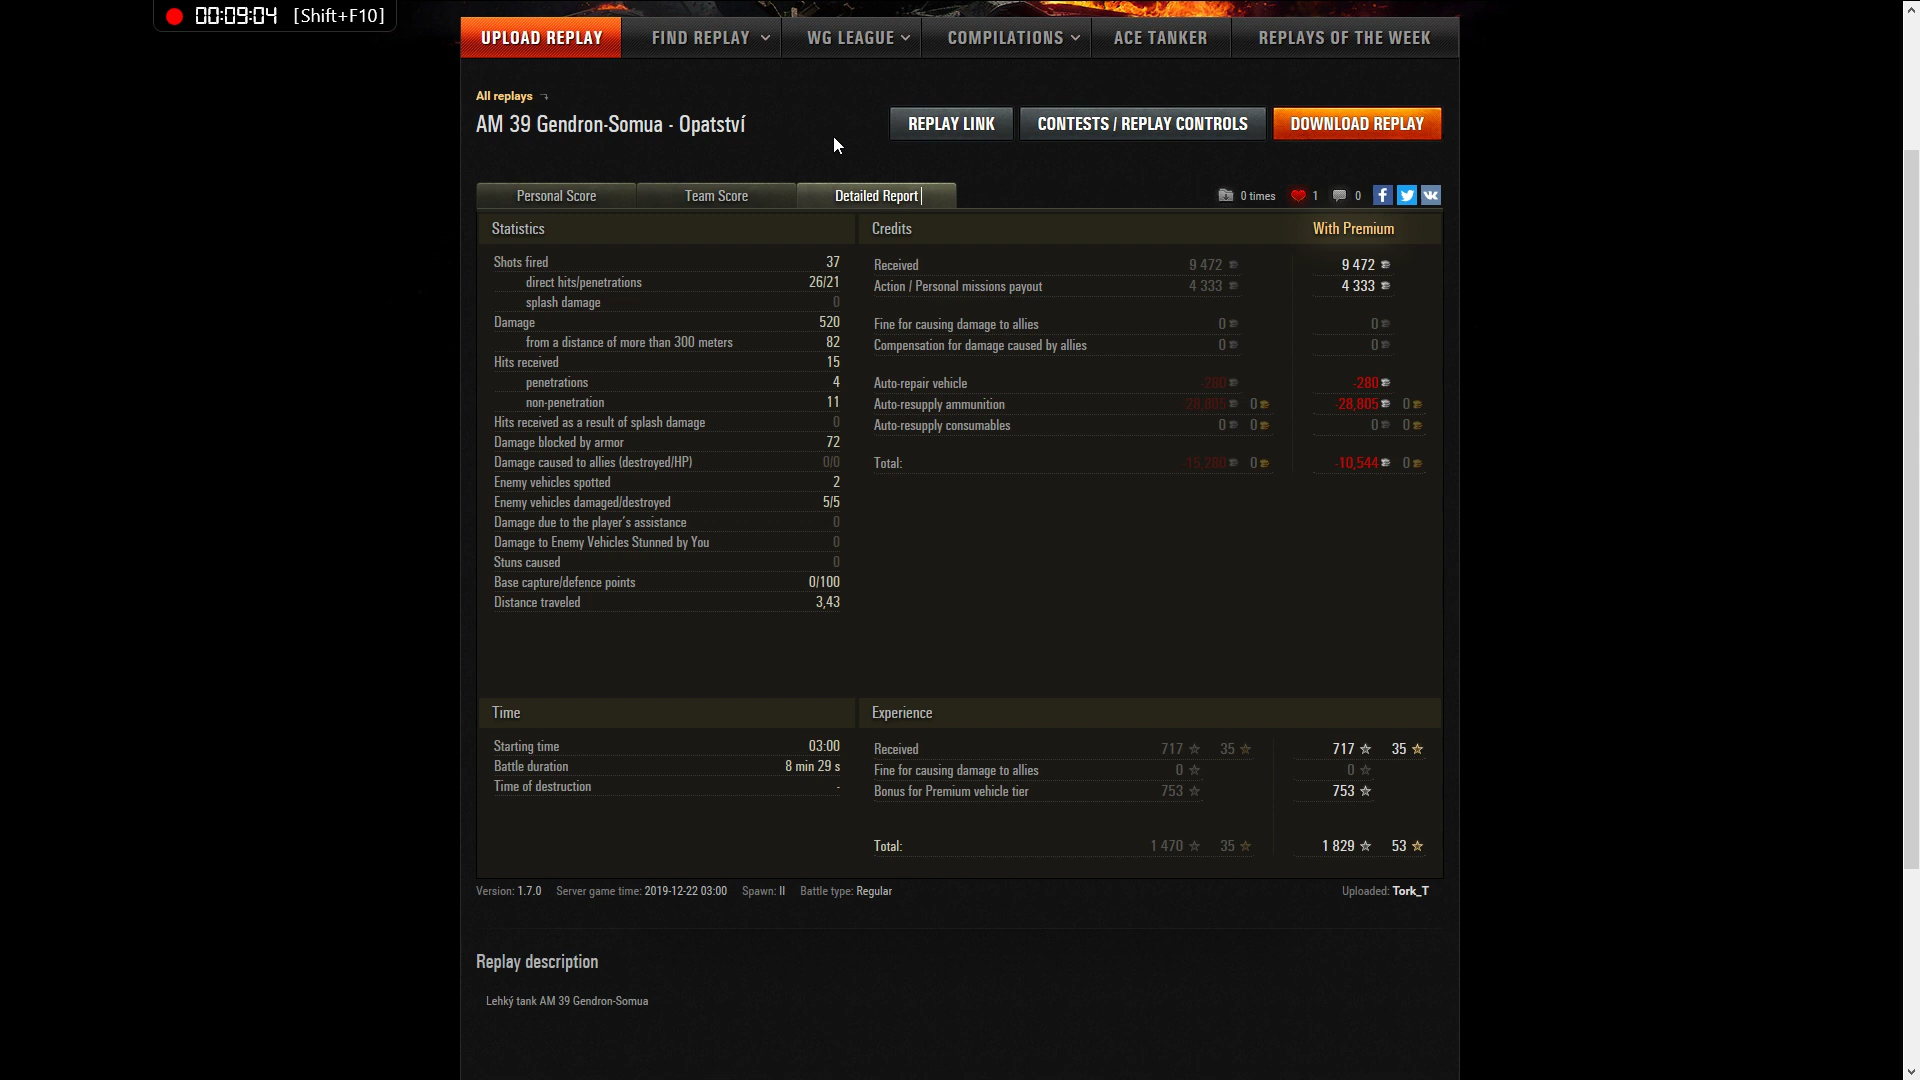 00:09:04 [Shift+F10]
UPLOAD REPLAY FIND REPLAY WG LEAGUE COMPILATIONS ACE TANKER REPLAYS OF THE WEEK
All replays
AM 39 Gendron-Somua - Opatství
REPLAY LINK CONTESTS / REPLAY CONTROLS DOWNLOAD REPLAY
Personal Score Team Score Detailed Report
0 times 1 0
Statistics
Shots fired 37
direct hits/penetrations 26/21
splash damage 0
Damage 520
from a distance of more than 300 meters 82
Hits received 15
penetrations 4
non-penetration 11
Hits received as a result of splash damage 0
Damage blocked by armor 72
Damage caused to allies (destroyed/HP) 0/0
Enemy vehicles spotted 2
Enemy vehicles damaged/destroyed 5/5
Damage due to the player's assistance 0
Damage to Enemy Vehicles Stunned by You 0
Stuns caused 0
Base capture/defence points 0/100
Distance traveled 3,43
Credits With Premium
Received 9 472 9 472
Action / Personal missions payout 4 333 4 333
Fine for causing damage to allies 0 0
Compensation for damage caused by allies 0 0
Auto-repair vehicle -280 -280
Auto-resupply ammunition -28,805 0 -28,805 0
Auto-resupply consumables 0 0 0 0
Total: -15,280 0 -10,544 0
Time
Starting time 03:00
Battle duration 8 min 29 s
Time of destruction -
Experience
Received 717 35 717 35
Fine for causing damage to allies 0 0
Bonus for Premium vehicle tier 753 753
Total: 1 470 35 1 829 53
Version: 1.7.0 Server game time: 2019-12-22 03:00 Spawn: II Battle type: Regular Uploaded: Tork_T
Replay description
Lehký tank AM 39 Gendron-Somua